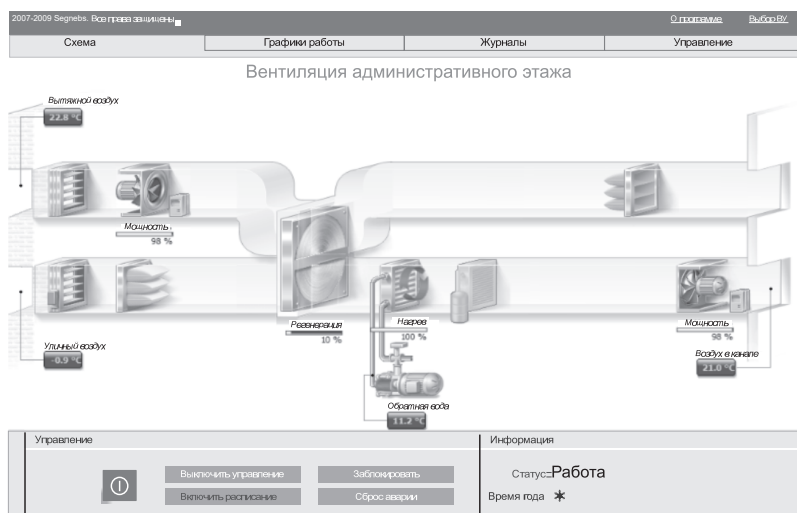 2007-2009 Segnebs. Все права защищены
О программе Выбор ВУ
Схема Графики работы Журналы Управление
Вентиляция административного этажа
Вытяжной воздух
22.8 °C
Мощность
98 %
Регенерация
10 %
Нагрев
100 %
Мощность
98 %
Уличный воздух
-0.9 °C
Воздух в канале
21.0 °C
Обратная вода
11.2 °C
Управление
Выключить управление Заблокировать
Включить расписание Сброс аварии
Информация
Статус: Работа
Время года